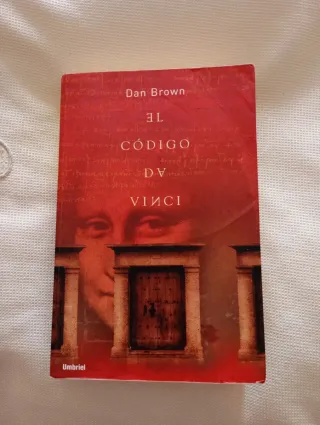 Dan Brown
EL
CÓDIGO
DA
VINCI
Umbriel